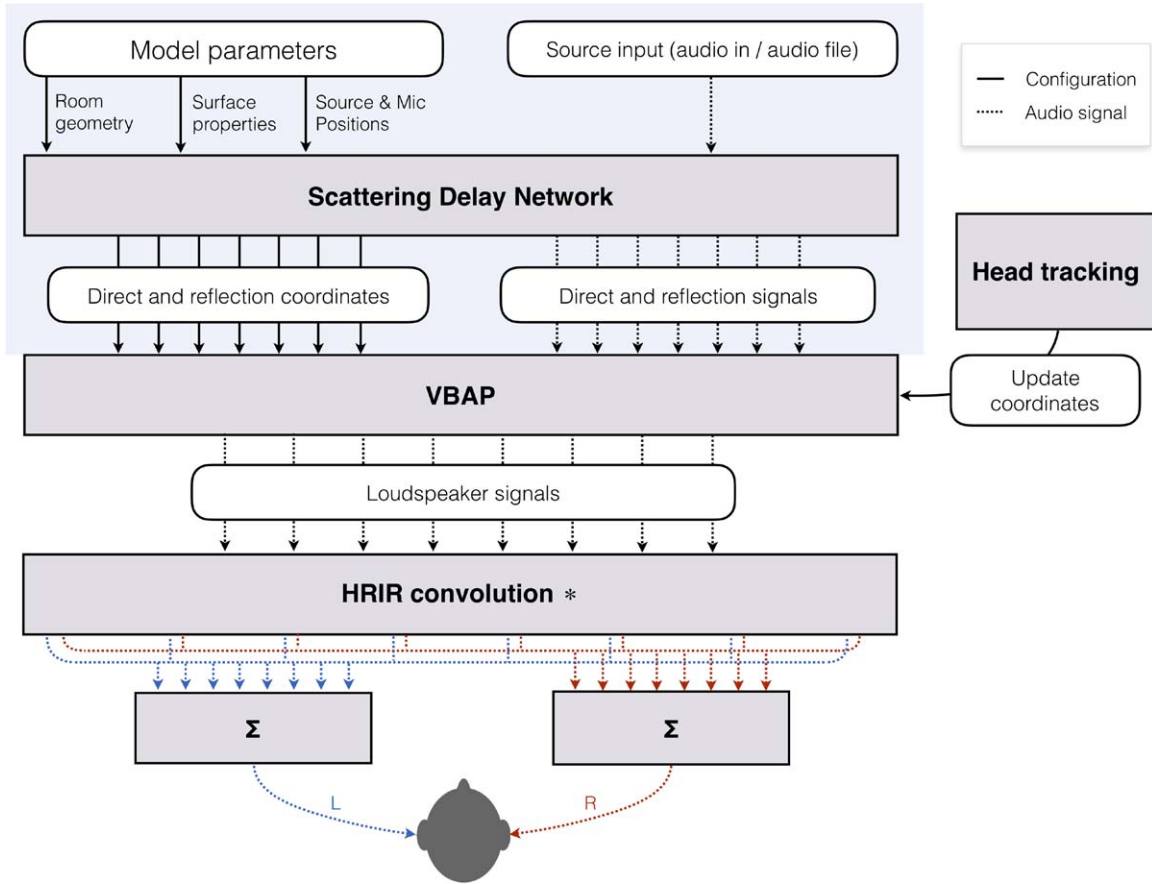 Model parameters
Source input (audio in / audio file)
Configuration
Audio signal
Room
geometry
Surface
properties
Source & Mic
Positions
Scattering Delay Network
Head tracking
Direct and reflection coordinates
Direct and reflection signals
Update
coordinates
VBAP
Loudspeaker signals
HRIR convolution *
Σ
Σ
L
R